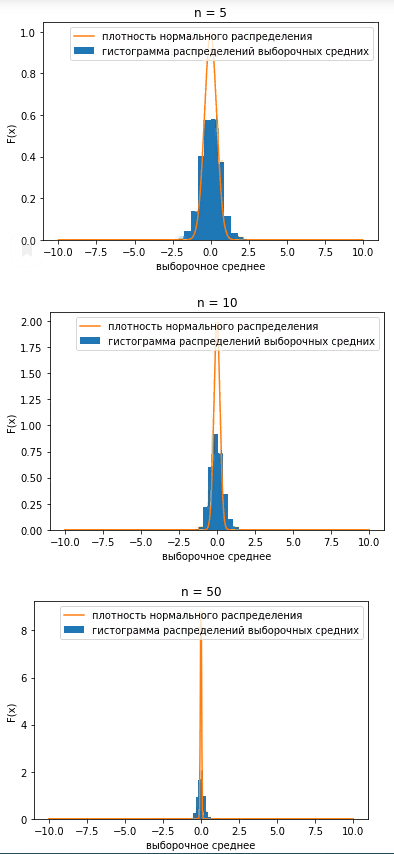 n = 5
плотность нормального распределения
гистограмма распределений выборочных средних
1.0
0.8
0.6
0.4
0.2
0.0
F(x)
−10.0 −7.5 −5.0 −2.5 0.0 2.5 5.0 7.5 10.0
выборочное среднее
n = 10
плотность нормального распределения
гистограмма распределений выборочных средних
2.00
1.75
1.50
1.25
1.00
0.75
0.50
0.25
0.00
F(x)
−10.0 −7.5 −5.0 −2.5 0.0 2.5 5.0 7.5 10.0
выборочное среднее
n = 50
плотность нормального распределения
гистограмма распределений выборочных средних
8
6
4
2
0
F(x)
−10.0 −7.5 −5.0 −2.5 0.0 2.5 5.0 7.5 10.0
выборочное среднее